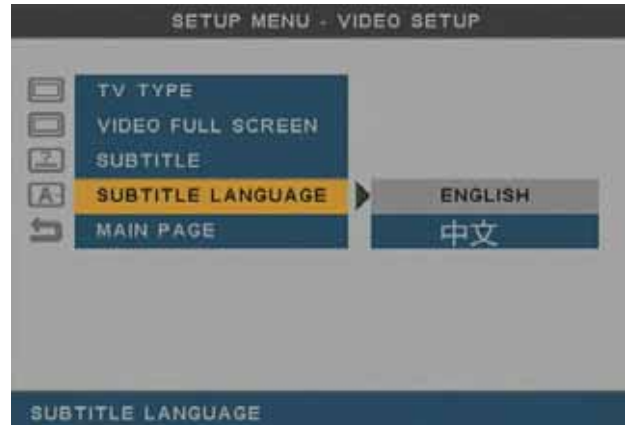 SETUP MENU - VIDEO SETUP
TV TYPE
VIDEO FULL SCREEN
SUBTITLE
SUBTITLE LANGUAGE
ENGLISH
MAIN PAGE
中文
SUBTITLE LANGUAGE